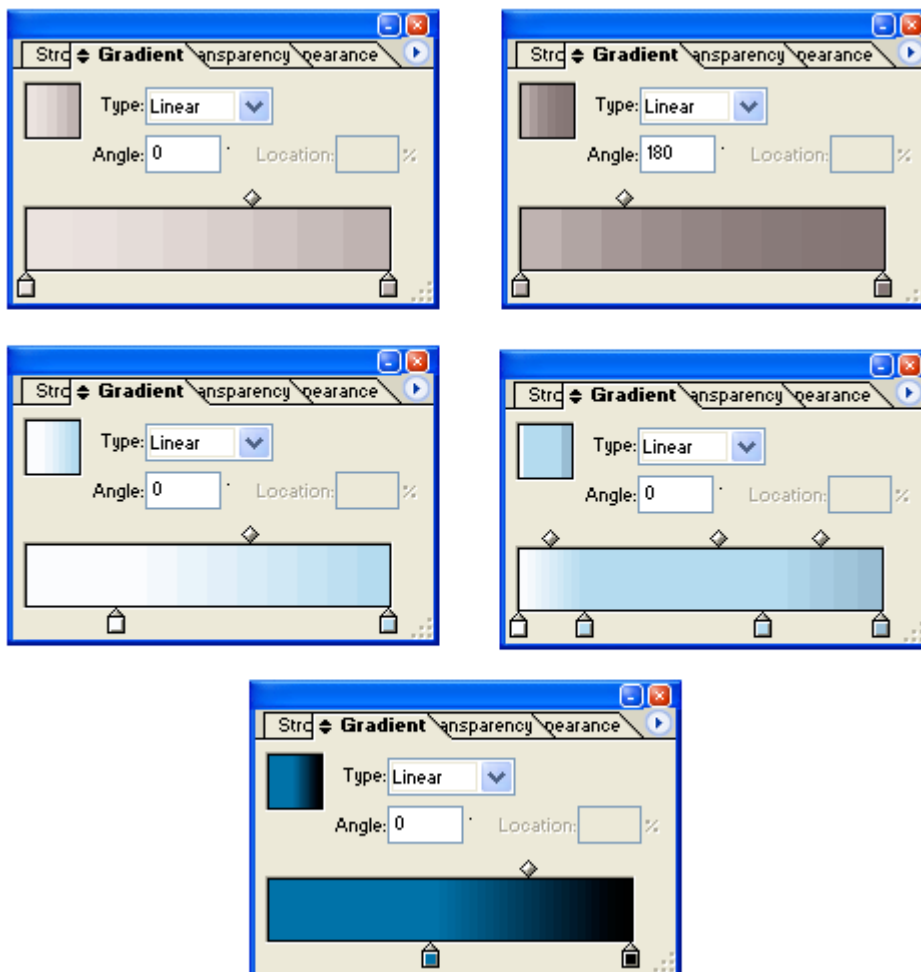 Strc Gradient ansparency pearance
Type: Linear
Angle: 0 ° Location: %
Strc Gradient ansparency pearance
Type: Linear
Angle: 180 ° Location: %
Strc Gradient ansparency pearance
Type: Linear
Angle: 0 ° Location: %
Strc Gradient ansparency pearance
Type: Linear
Angle: 0 ° Location: %
Strc Gradient ansparency pearance
Type: Linear
Angle: 0 ° Location: %